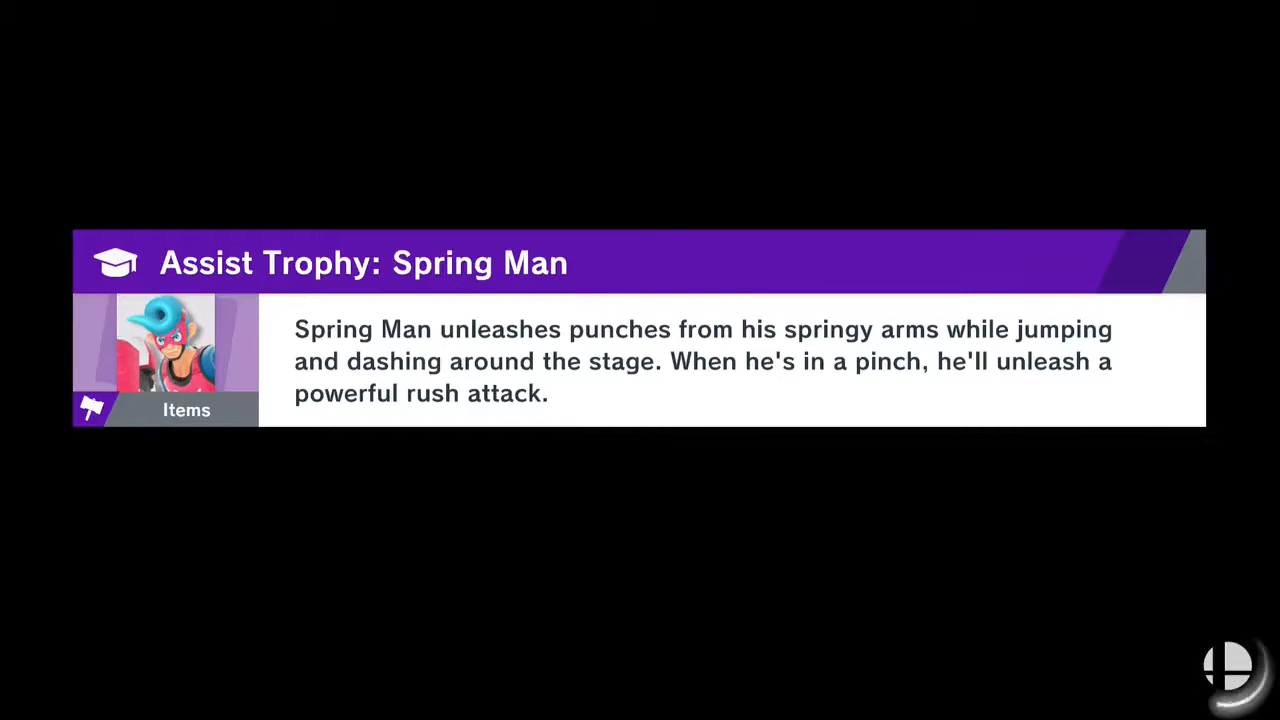 Assist Trophy: Spring Man
Spring Man unleashes punches from his springy arms while jumping
and dashing around the stage. When he's in a pinch, he'll unleash a
powerful rush attack.
Items